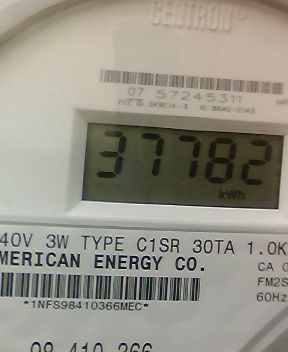 CENTRON
07 57245311
37782
kWh
40V 3W TYPE C1SR 30TA 1.0K
MERICAN ENERGY CO.
CA 0
FM2S
60Hz
*1NFS98410366MEC*
98 410 366